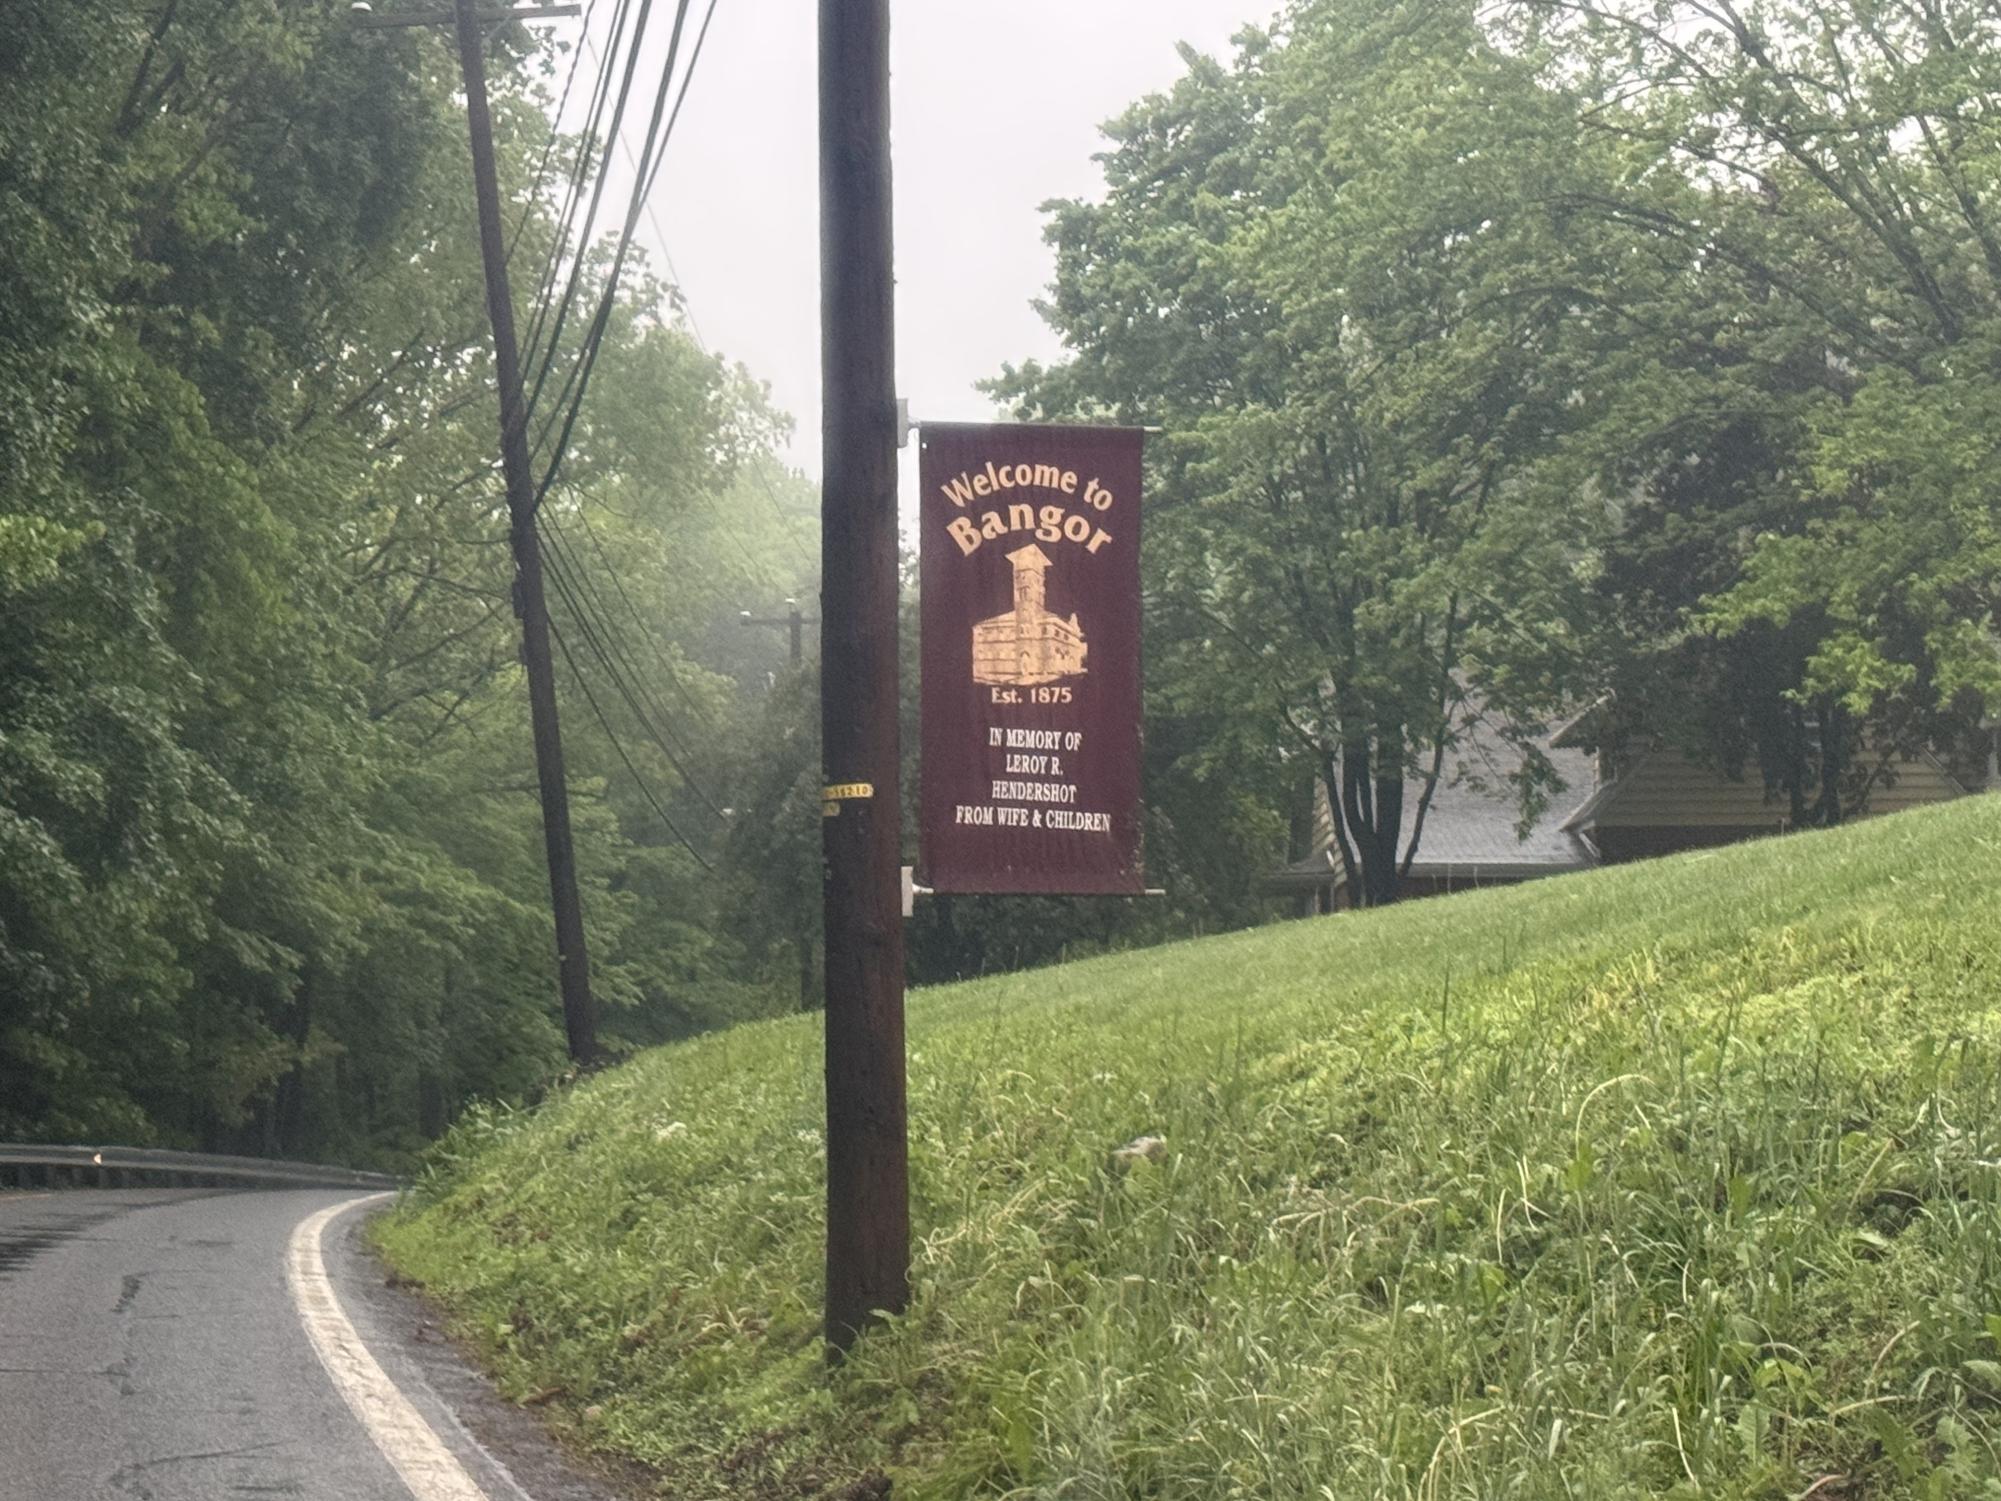 Welcome to
Bangor
Est. 1875
IN MEMORY OF
LEROY R.
HENDERSHOT
FROM WIFE & CHILDREN